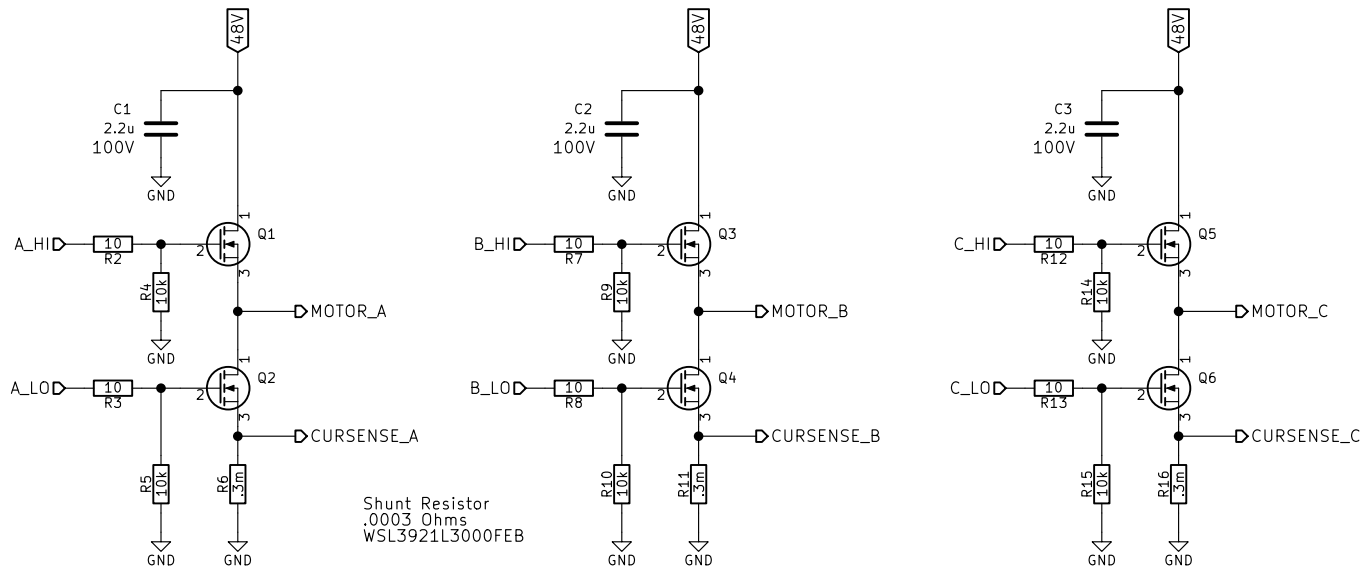 48V
48V
48V
C1
2.2u
100V
GND
C2
2.2u
100V
GND
C3
2.2u
100V
GND
A_HI
10
R2
2
1
Q1
3
R4
10k
GND
MOTOR_A
B_HI
10
R7
2
1
Q3
3
R9
10k
GND
MOTOR_B
C_HI
10
R12
2
1
Q5
3
R14
10k
GND
MOTOR_C
A_LO
10
R3
2
1
Q2
3
CURSENSE_A
R5
10k
GND
R6
.3m
GND
B_LO
10
R8
2
1
Q4
3
CURSENSE_B
R10
10k
GND
R11
.3m
GND
C_LO
10
R13
2
1
Q6
3
CURSENSE_C
R15
10k
GND
R16
.3m
GND
Shunt Resistor
.0003 Ohms
WSL3921L3000FEB